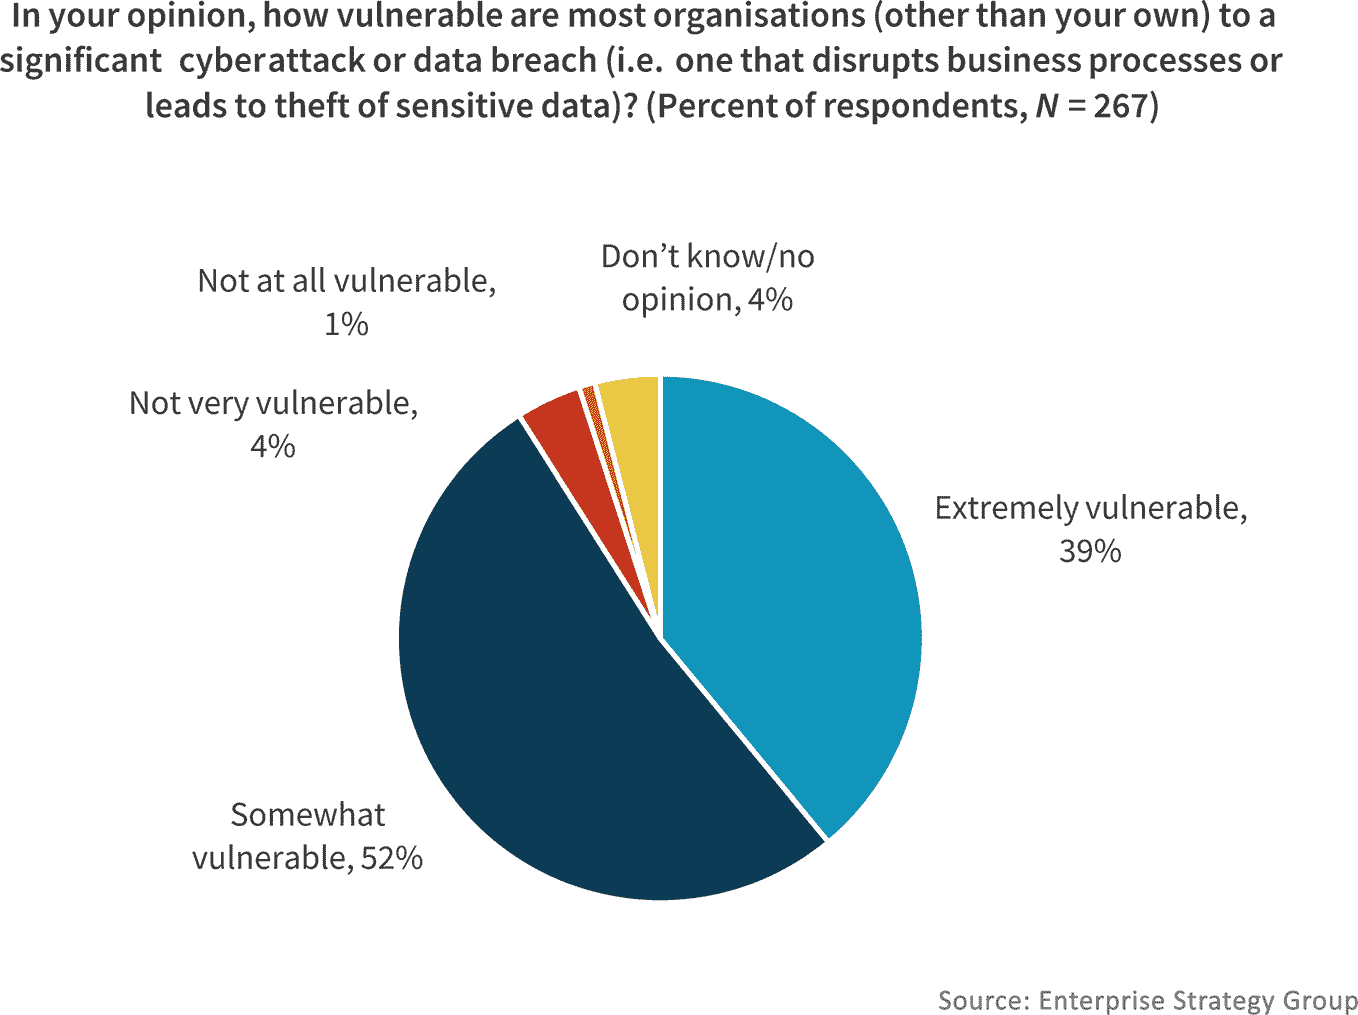 In your opinion, how vulnerable are most organisations (other than your own) to a
significant cyberattack or data breach (i.e. one that disrupts business processes or
leads to theft of sensitive data)? (Percent of respondents, N = 267)
Don’t know/no
opinion, 4%
Not at all vulnerable,
1%
Not very vulnerable,
4%
Extremely vulnerable,
39%
Somewhat
vulnerable, 52%
Source: Enterprise Strategy Group